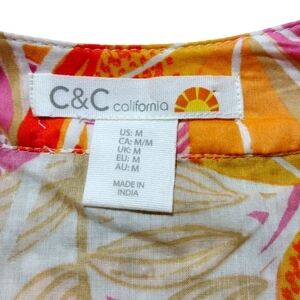 C&C california
US: M
CA: M/M
UK: M
EU: M
AU: M
MADE IN
INDIA